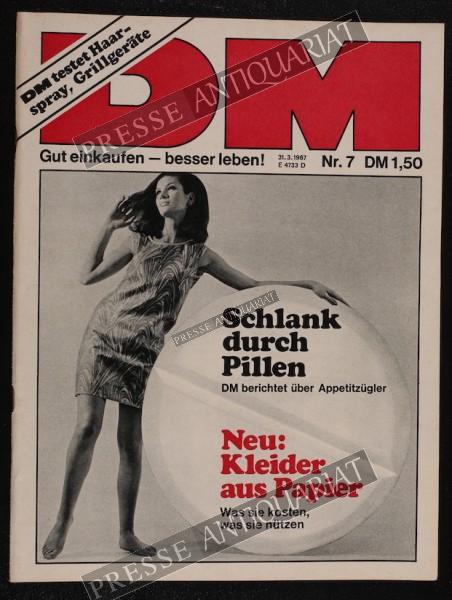 DM testet Haar-
spray, Grillgeräte
DM
Gut einkaufen — besser leben!
31.3.1967
E 4733 D
Nr. 7 DM 1,50
Schlank
durch
Pillen
DM berichtet über Appetitzügler
Neu:
Kleider
aus Papier
Was sie kosten,
was sie nützen
PRESSE ANTIQUARIAT
PRESSE ANTIQUARIAT
PRESSE ANTIQUARIAT